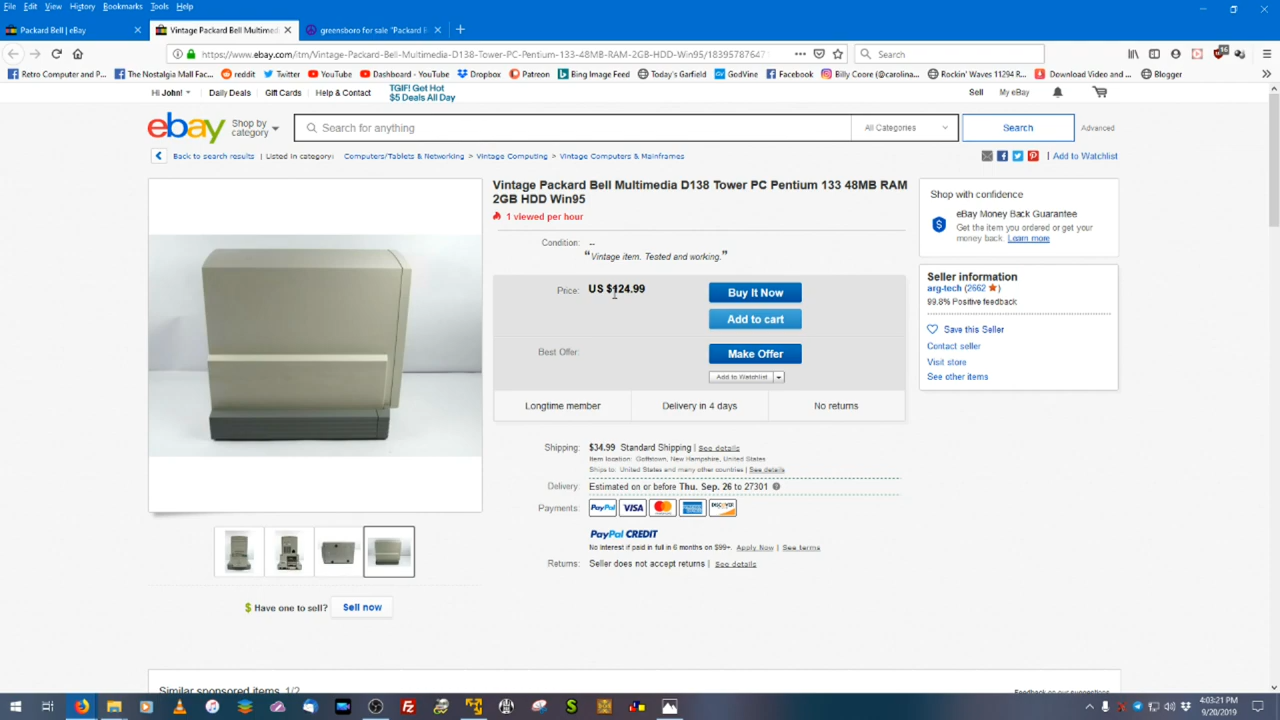 File Edit View History Bookmarks Tools Help
Packard Bell | eBay
Vintage Packard Bell Multimed
greensboro for sale "Packard B
https://www.ebay.com/itm/Vintage-Packard-Bell-Multimedia-D138-Tower-PC-Pentium-133-48MB-RAM-2GB-HDD-Win95/18395787647
Search
Retro Computer and P... The Nostalgia Mall Fac... reddit Twitter YouTube Dashboard - YouTube Dropbox Patreon Bing Image Feed Today's Garfield GodVine Facebook Billy Coore (@carolina... Rockin' Waves 11294 R... Download Video and ... Blogger
Hi John! Daily Deals Gift Cards Help & Contact
TGIF! Get Hot
$5 Deals All Day
Sell My eBay
ebay
Shop by
category
Search for anything
All Categories
Search
Advanced
Back to search results | Listed in category: Computers/Tablets & Networking > Vintage Computing > Vintage Computers & Mainframes
| Add to Watchlist
Vintage Packard Bell Multimedia D138 Tower PC Pentium 133 48MB RAM
2GB HDD Win95
1 viewed per hour
Condition: --
"Vintage item. Tested and working."
Price: US $124.99
Buy It Now
Add to cart
Best Offer:
Make Offer
Add to Watchlist
Longtime member Delivery in 4 days No returns
Shipping: $34.99 Standard Shipping | See details
Item location: Goffstown, New Hampshire, United States
Ships to: United States and many other countries | See details
Delivery: Estimated on or before Thu. Sep. 26 to 27301
Payments: PayPal VISA MasterCard AMERICAN EXPRESS DISCOVER
PayPal CREDIT
No interest if paid in full in 6 months on $99+. Apply Now | See terms
Returns: Seller does not accept returns | See details
Shop with confidence
eBay Money Back Guarantee
Get the item you ordered or get your
money back. Learn more
Seller information
arg-tech (2662 )
99.8% Positive feedback
Save this Seller
Contact seller
Visit store
See other items
$ Have one to sell? Sell now
Similar sponsored items 1/2
Feedback on our suggestions
4:03:21 PM
9/20/2019